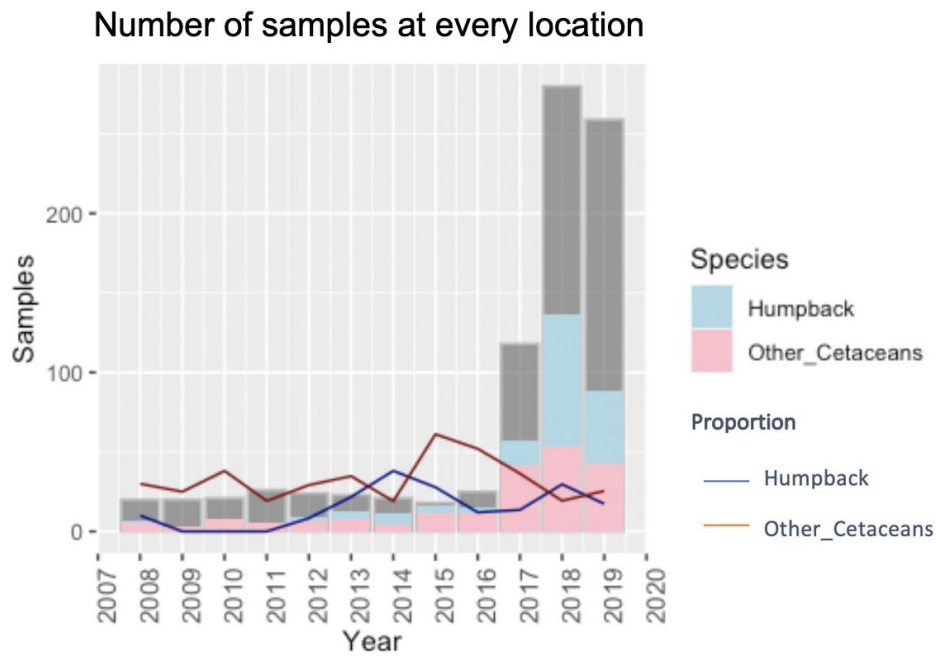 Number of samples at every location
Samples
200
100
0
2007
2008
2009
2010
2011
2012
2013
2014
2015
2016
2017
2018
2019
2020
Year
Species
Humpback
Other_Cetaceans
Proportion
Humpback
Other_Cetaceans